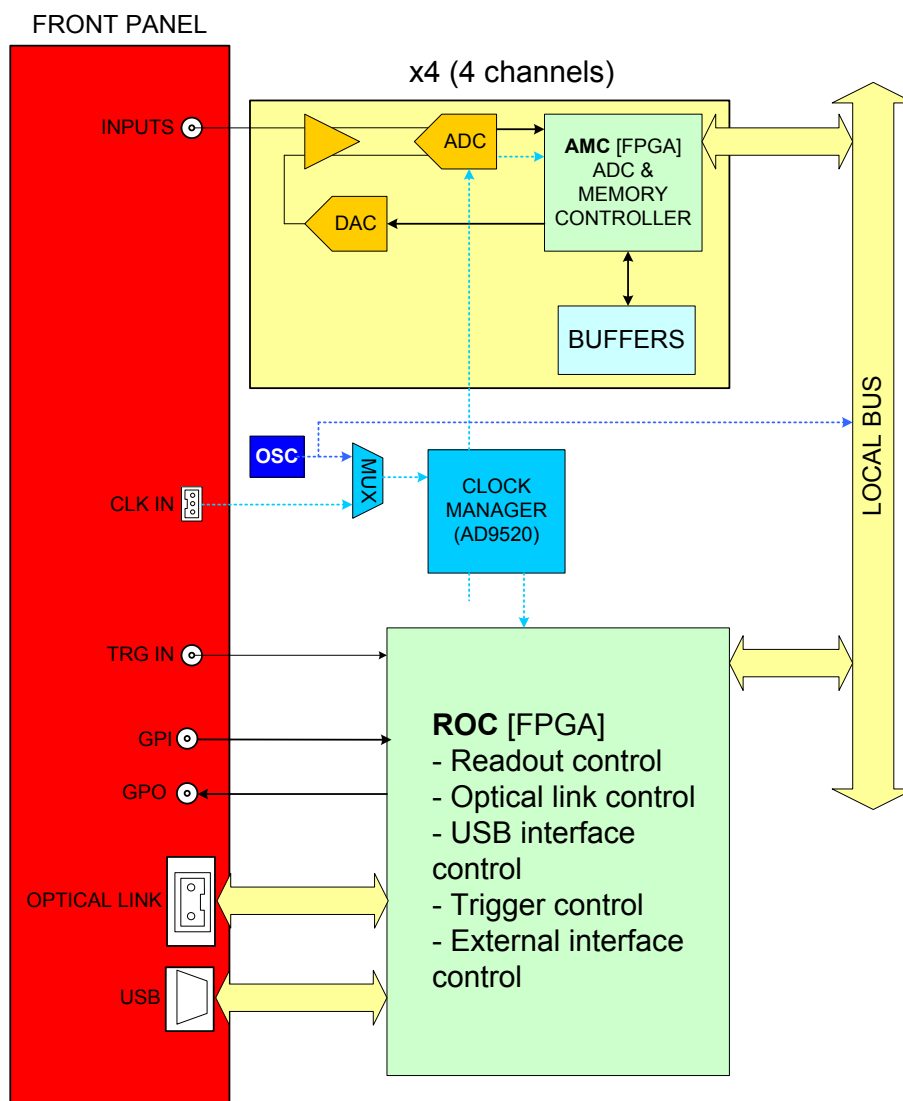 FRONT PANEL
x4 (4 channels)
INPUTS
ADC
AMC [FPGA]
ADC &
MEMORY
CONTROLLER
DAC
BUFFERS
LOCAL BUS
OSC
MUX
CLK IN
CLOCK
MANAGER
(AD9520)
TRG IN
GPI
GPO
OPTICAL LINK
USB
ROC [FPGA]
- Readout control
- Optical link control
- USB interface
control
- Trigger control
- External interface
control